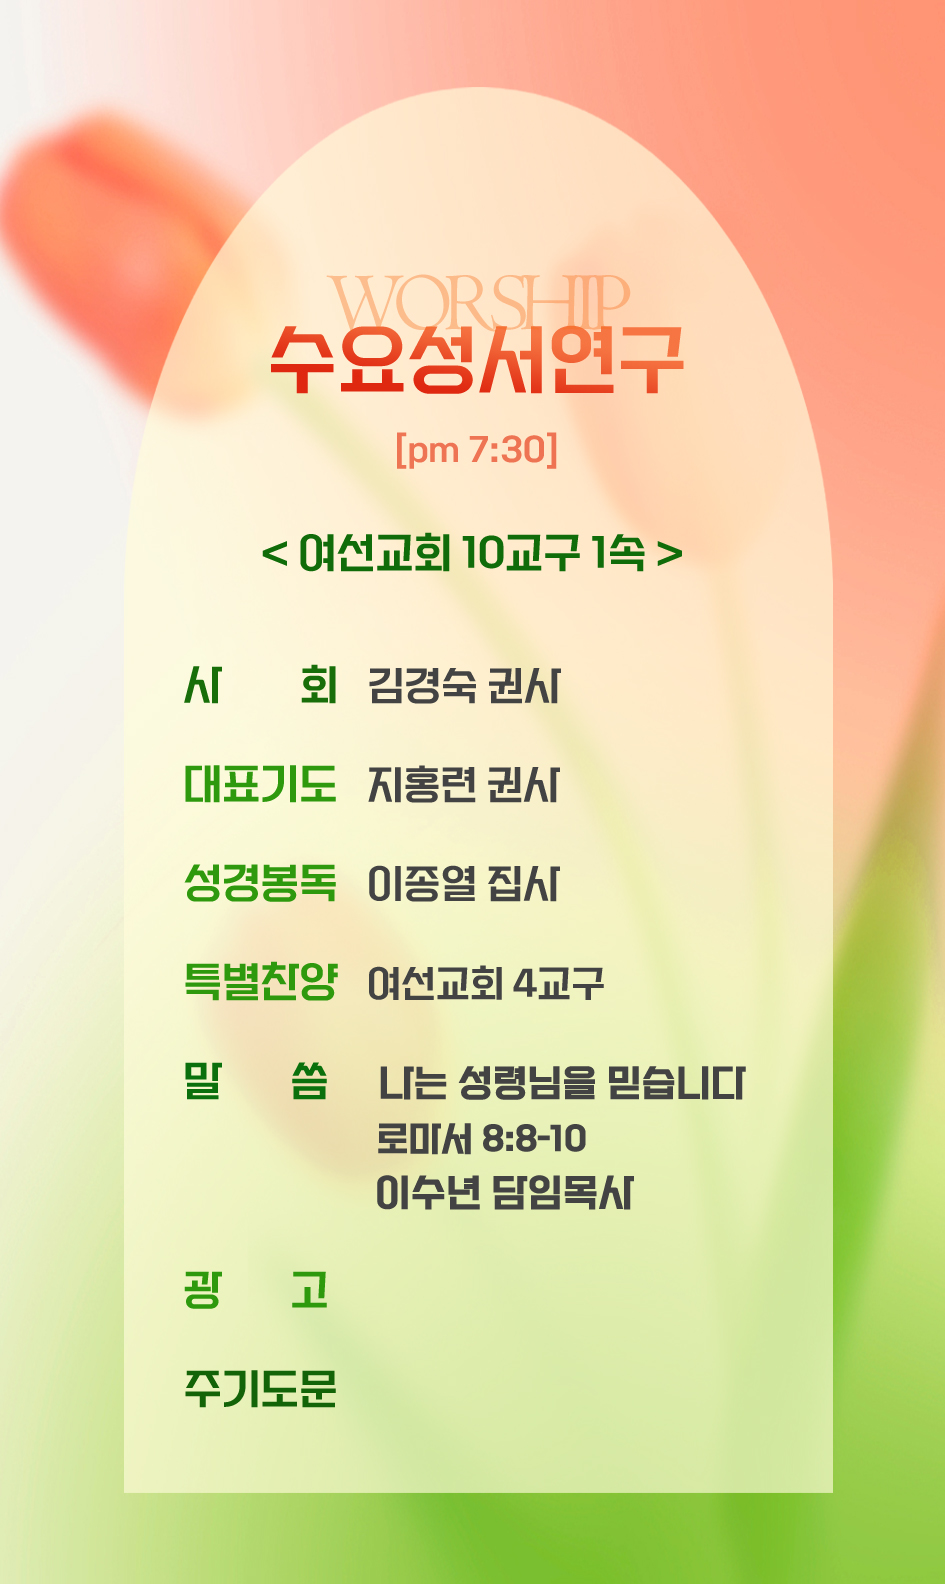 WORSHIP
수요성서연구
[pm 7:30]
< 여선교회 10교구 1속 >
사 회 김경숙 권사
대표기도 지홍련 권사
성경봉독 이종열 집사
특별찬양 여선교회 4교구
말 씀 나는 성령님을 믿습니다
로마서 8:8-10
이수년 담임목사
광 고
주기도문